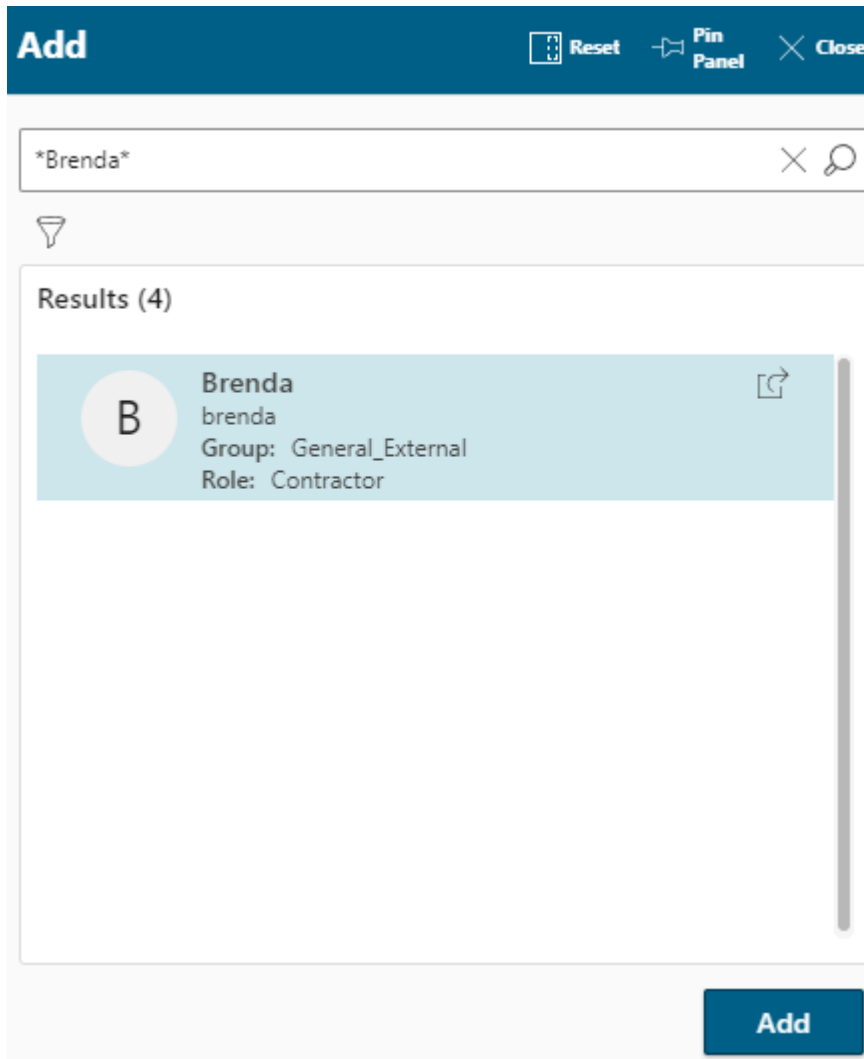 Add
Reset
Pin
Panel
Close
*Brenda*
Results (4)
B
Brenda
brenda
Group: General_External
Role: Contractor
Add